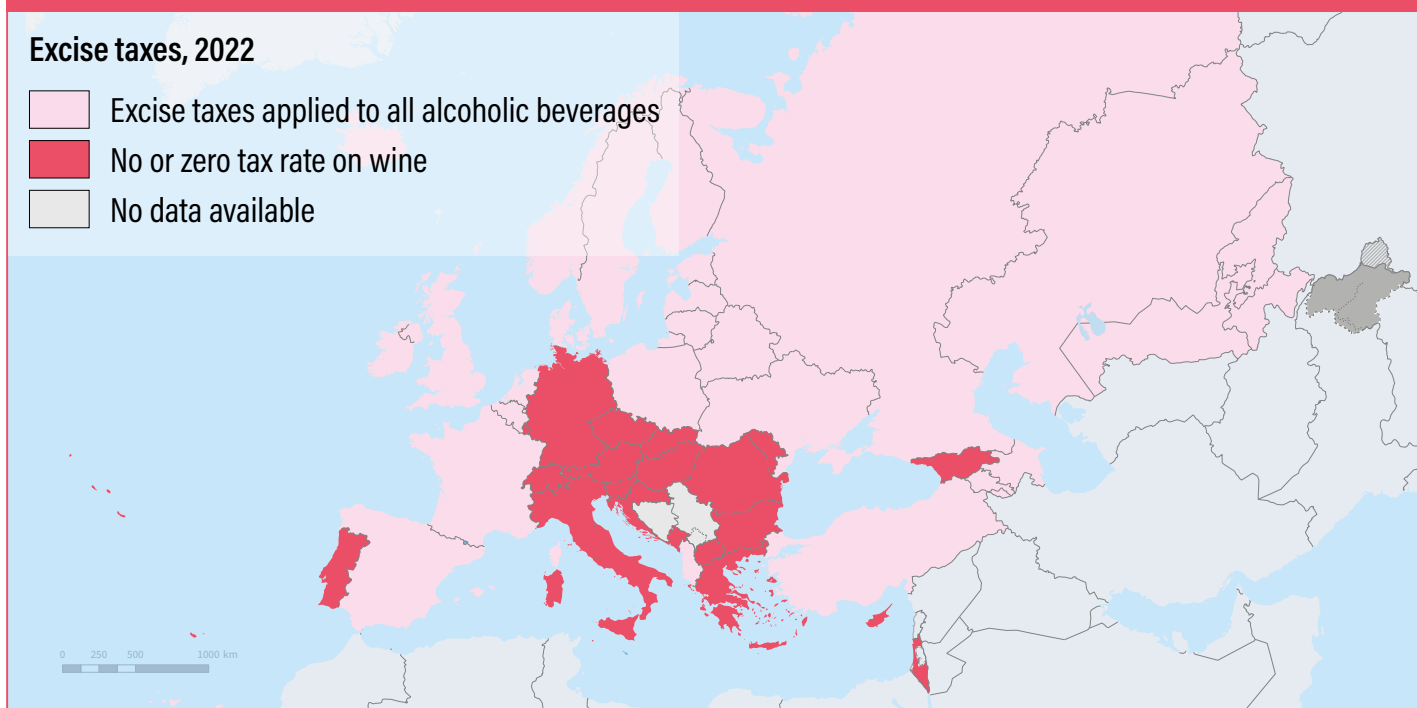 Excise taxes, 2022
Excise taxes applied to all alcoholic beverages
No or zero tax rate on wine
No data available
0 250 500 1000 km